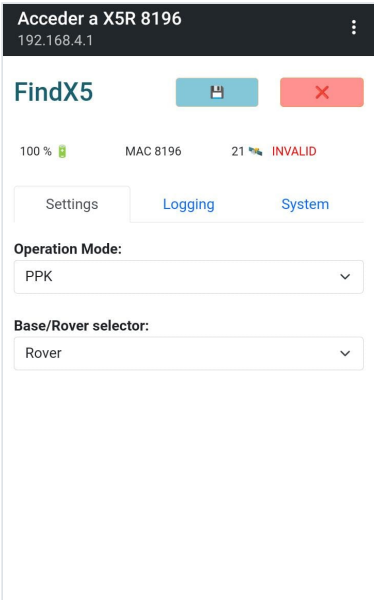 Acceder a X5R 8196
192.168.4.1
FindX5
100 % MAC 8196 21 INVALID
Settings Logging System
Operation Mode:
PPK
Base/Rover selector:
Rover